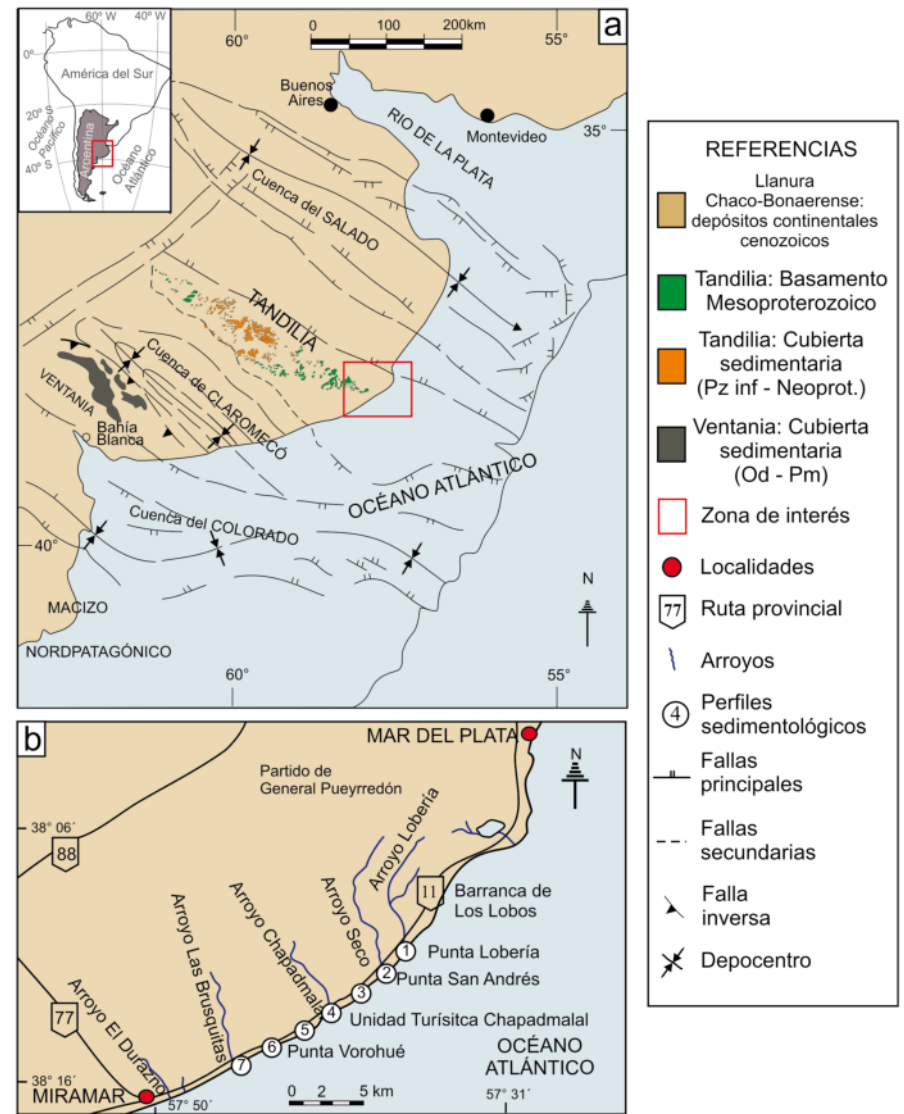 60° W
40° W
0°
América del Sur
20° S
40° S
Océano
Pacífico
Argentina
Océano
Atlántico
0
100
200km
60°
55°
a
Buenos
Aires
Montevideo
35°
RIO DE LA PLATA
Cuenca del SALADO
TANDILIA
Cuenca de CLAROMECÓ
VENTANIA
Bahía
Blanca
OCÉANO ATLÁNTICO
Cuenca del COLORADO
40°
MACIZO
NORDPATAGÓNICO
N
60°
55°
REFERENCIAS
Llanura
Chaco-Bonaerense:
depósitos continentales
cenozoicos
Tandilia: Basamento
Mesoproterozoico
Tandilia: Cubierta
sedimentaria
(Pz inf - Neoprot.)
Ventania: Cubierta
sedimentaria
(Od - Pm)
Zona de interés
Localidades
77
Ruta provincial
Arroyos
4
Perfiles
sedimentológicos
Fallas
principales
Fallas
secundarias
Falla
inversa
Depocentro
b
MAR DEL PLATA
N
Partido de
General Pueyrredón
38° 06´
88
Arroyo Lobería
11
Barranca de
Los Lobos
Arroyo Seco
Arroyo Chapadmalal
Arroyo Las Brusquitas
Arroyo El Durazno
1
Punta Lobería
2
Punta San Andrés
3
4
Unidad Turísitca Chapadmalal
5
6
Punta Vorohué
7
77
OCÉANO
ATLÁNTICO
38° 16´
MIRAMAR
57° 50´
0 2 5 km
57° 31´